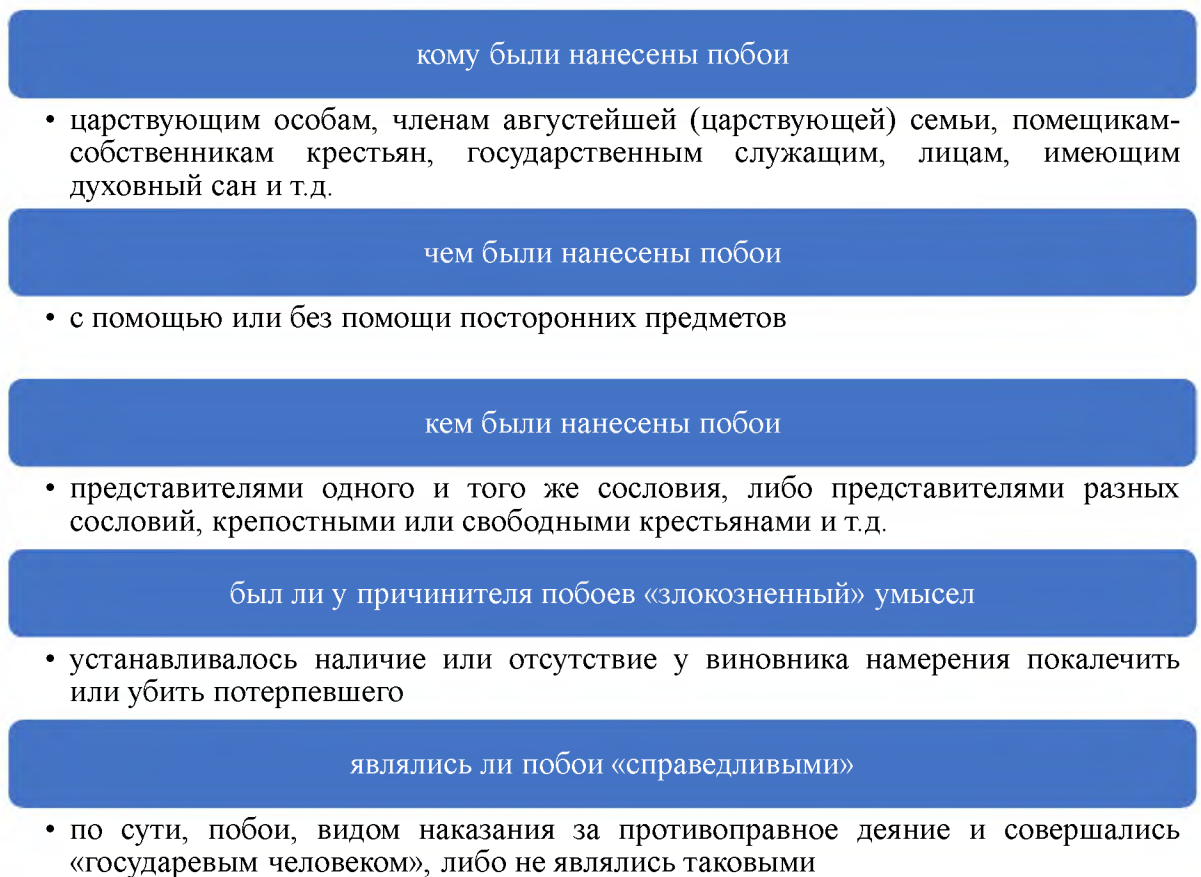 кому были нанесены побои
• царствующим особам, членам августейшей (царствующей) семьи, помещикам-
собственникам крестьян, государственным служащим, лицам, имеющим
духовный сан и т.д.
чем были нанесены побои
• с помощью или без помощи посторонних предметов
кем были нанесены побои
• представителями одного и того же сословия, либо представителями разных
сословий, крепостными или свободными крестьянами и т.д.
был ли у причинителя побоев «злокозненный» умысел
• устанавливалось наличие или отсутствие у виновника намерения покалечить
или убить потерпевшего
являлись ли побои «справедливыми»
• по сути, побои, видом наказания за противоправное деяние и совершались
«государевым человеком», либо не являлись таковыми